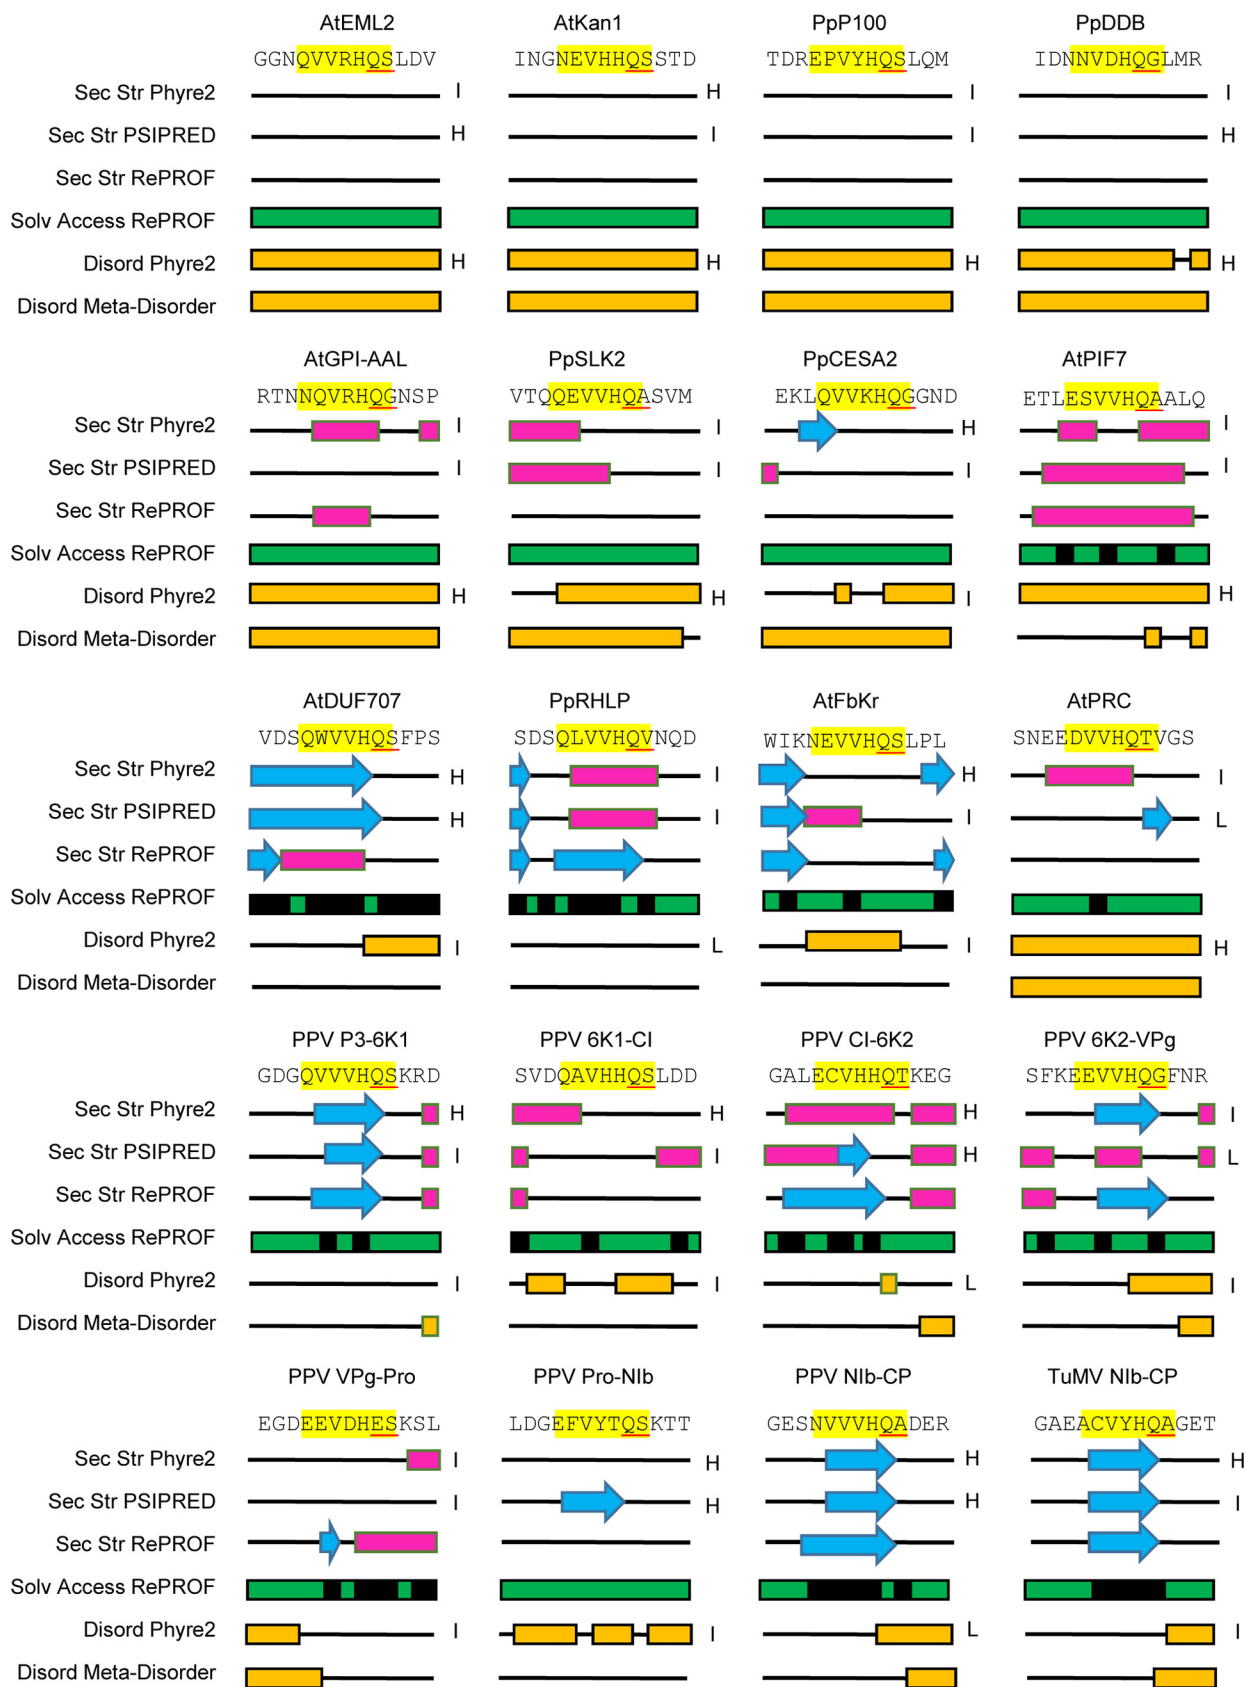 AtEML2 AtKan1 PpP100 PpDDB
GGNQVVRHQSLDV INGNEVHHQSSTD TDREPVYHQSLQM IDNNVDHQGLMR
Sec Str Phyre2 I H I I
Sec Str PSIPRED H I I H
Sec Str RePROF
Solv Access RePROF
Disord Phyre2 H H H H
Disord Meta-Disorder
AtGPI-AAL PpSLK2 PpCESA2 AtPIF7
RTNNQVRHQGNSP VTQQEVVHQASVM EKLQVVKHQGGND ETLESVVHQAALQ
Sec Str Phyre2 I I H I
Sec Str PSIPRED I I I I
Sec Str RePROF
Solv Access RePROF
Disord Phyre2 H H I H
Disord Meta-Disorder
AtDUF707 PpRHLP AtFbKr AtPRC
VDSQWVVHQSFPS SDSQLVVHQVNQD WIKNEVVHQSLPL SNEEDVVHQTVGS
Sec Str Phyre2 H I H I
Sec Str PSIPRED H I I L
Sec Str RePROF
Solv Access RePROF
Disord Phyre2 I L I H
Disord Meta-Disorder
PPV P3-6K1 PPV 6K1-CI PPV CI-6K2 PPV 6K2-VPg
GDGQVVVHQSKRD SVDQAVHHQSLDD GALECVHHQTKEG SFKEEVVHQGFNR
Sec Str Phyre2 H H H I
Sec Str PSIPRED I I H L
Sec Str RePROF
Solv Access RePROF
Disord Phyre2 I I L I
Disord Meta-Disorder
PPV VPg-Pro PPV Pro-NIb PPV NIb-CP TuMV NIb-CP
EGDEEVDHESKSL LDGEFVYTQSKTT GESNVVVHQADER GAEACVYHQAGET
Sec Str Phyre2 I H H H
Sec Str PSIPRED I H H I
Sec Str RePROF
Solv Access RePROF
Disord Phyre2 I I L I
Disord Meta-Disorder